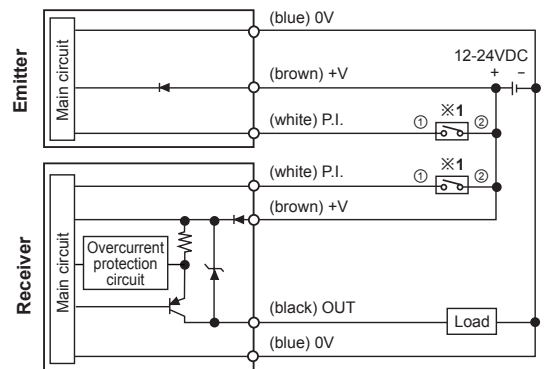 Emitter
Main circuit
(blue) 0V
12-24VDC
+ −
(brown) +V
※1
(white) P.I.
① ②
Receiver
Main circuit
※1
(white) P.I.
① ②
(brown) +V
Overcurrent
protection
circuit
(black) OUT
Load
(blue) 0V